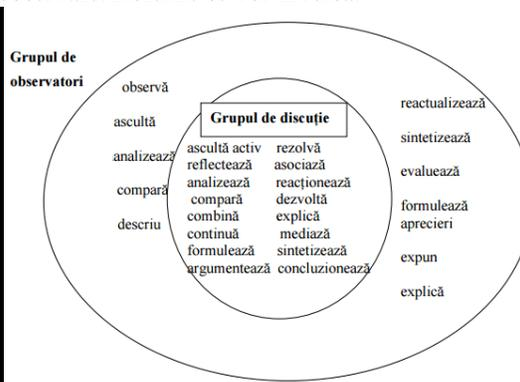 Grupul de
observatori
observă
ascultă
analizează
compară
descriu
Grupul de discuție
ascultă activ rezolvă
reflectează asociază
analizează reacționează
compară dezvoltă
combină explică
continuă mediază
formulează sintetizează
argumentează concluzionează
reactualizează
sintetizează
evaluează
formulează
aprecieri
expun
explică